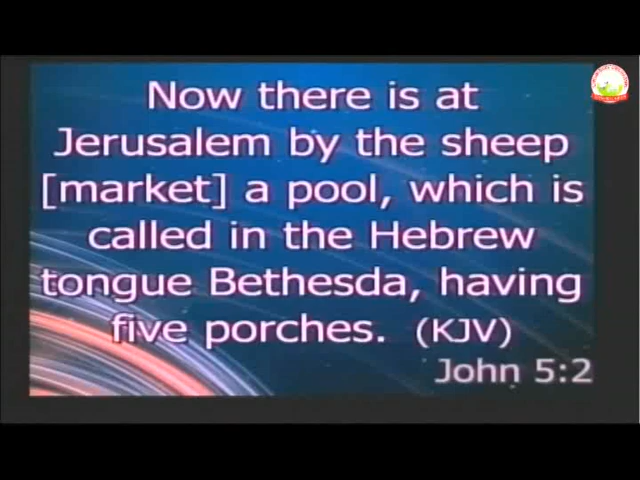 Now there is at
Jerusalem by the sheep
[market] a pool, which is
called in the Hebrew
tongue Bethesda, having
five porches. (KJV)
John 5:2